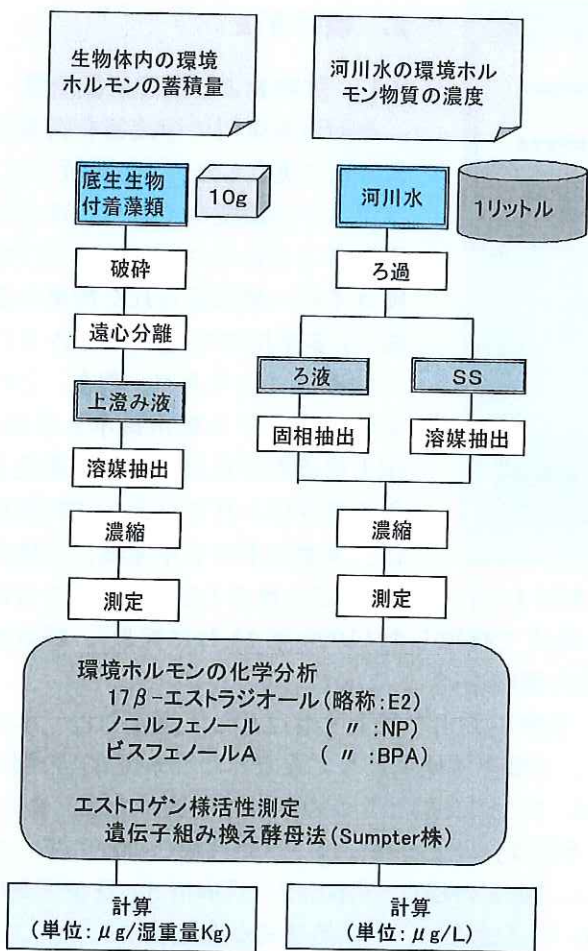 生物体内の環境
ホルモンの蓄積量
底生生物
付着藻類
10g
破砕
遠心分離
上澄み液
溶媒抽出
濃縮
測定
河川水の環境ホル
モン物質の濃度
河川水
1リットル
ろ過
ろ液
SS
固相抽出
溶媒抽出
濃縮
測定
環境ホルモンの化学分析
17β-エストラジオール(略称:E2)
ノニルフェノール (〃:NP)
ビスフェノールA (〃:BPA)
エストロゲン様活性測定
遺伝子組み換え酵母法(Sumpter株)
計算
(単位:μg/湿重量Kg)
計算
(単位:μg/L)